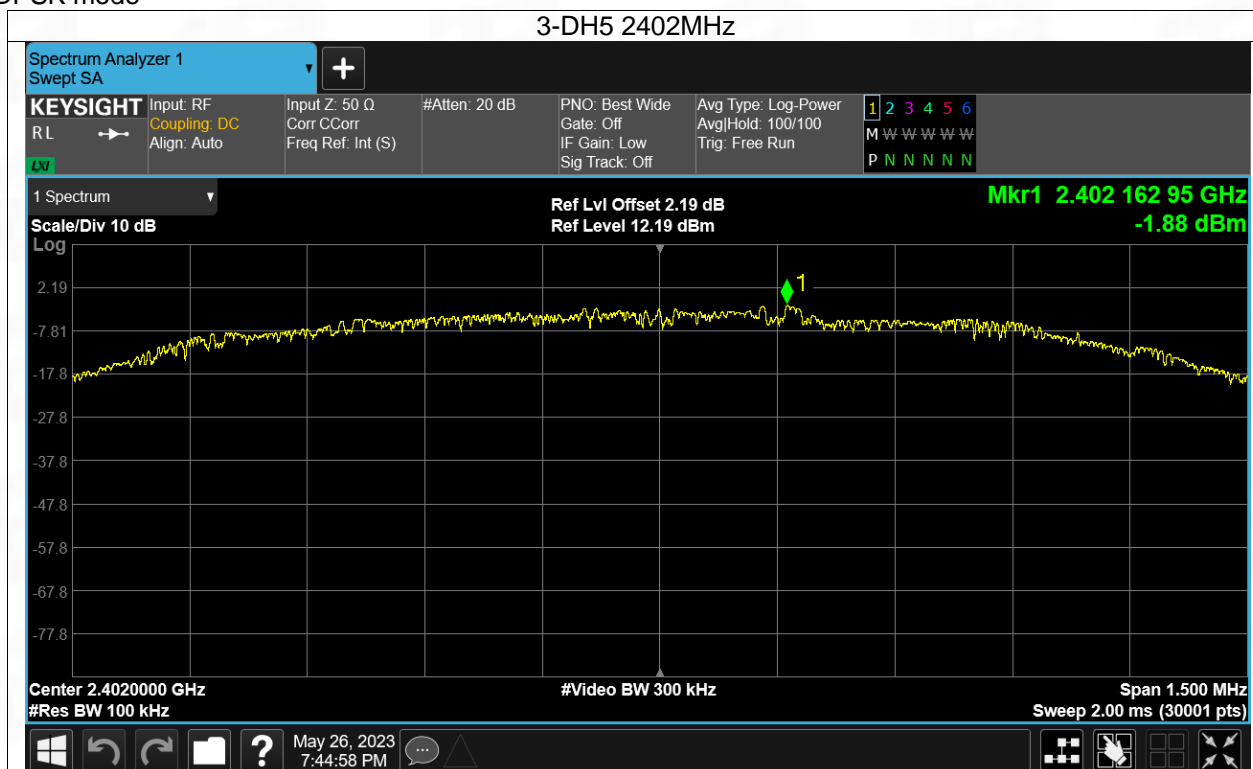 3-DH5 2402MHz
Spectrum Analyzer 1
Swept SA
KEYSIGHT
RL
LXI
Input: RF
Coupling: DC
Align: Auto
Input Z: 50 Ω
Corr CCorr
Freq Ref: Int (S)
#Atten: 20 dB
PNO: Best Wide
Gate: Off
IF Gain: Low
Sig Track: Off
Avg Type: Log-Power
Avg|Hold: 100/100
Trig: Free Run
1 2 3 4 5 6
M W W W W W
P N N N N N
1 Spectrum
Scale/Div 10 dB
Log
Ref Lvl Offset 2.19 dB
Ref Level 12.19 dBm
Mkr1 2.402 162 95 GHz
-1.88 dBm
1
2.19
-7.81
-17.8
-27.8
-37.8
-47.8
-57.8
-67.8
-77.8
Center 2.4020000 GHz
#Res BW 100 kHz
#Video BW 300 kHz
Span 1.500 MHz
Sweep 2.00 ms (30001 pts)
?
May 26, 2023
7:44:58 PM